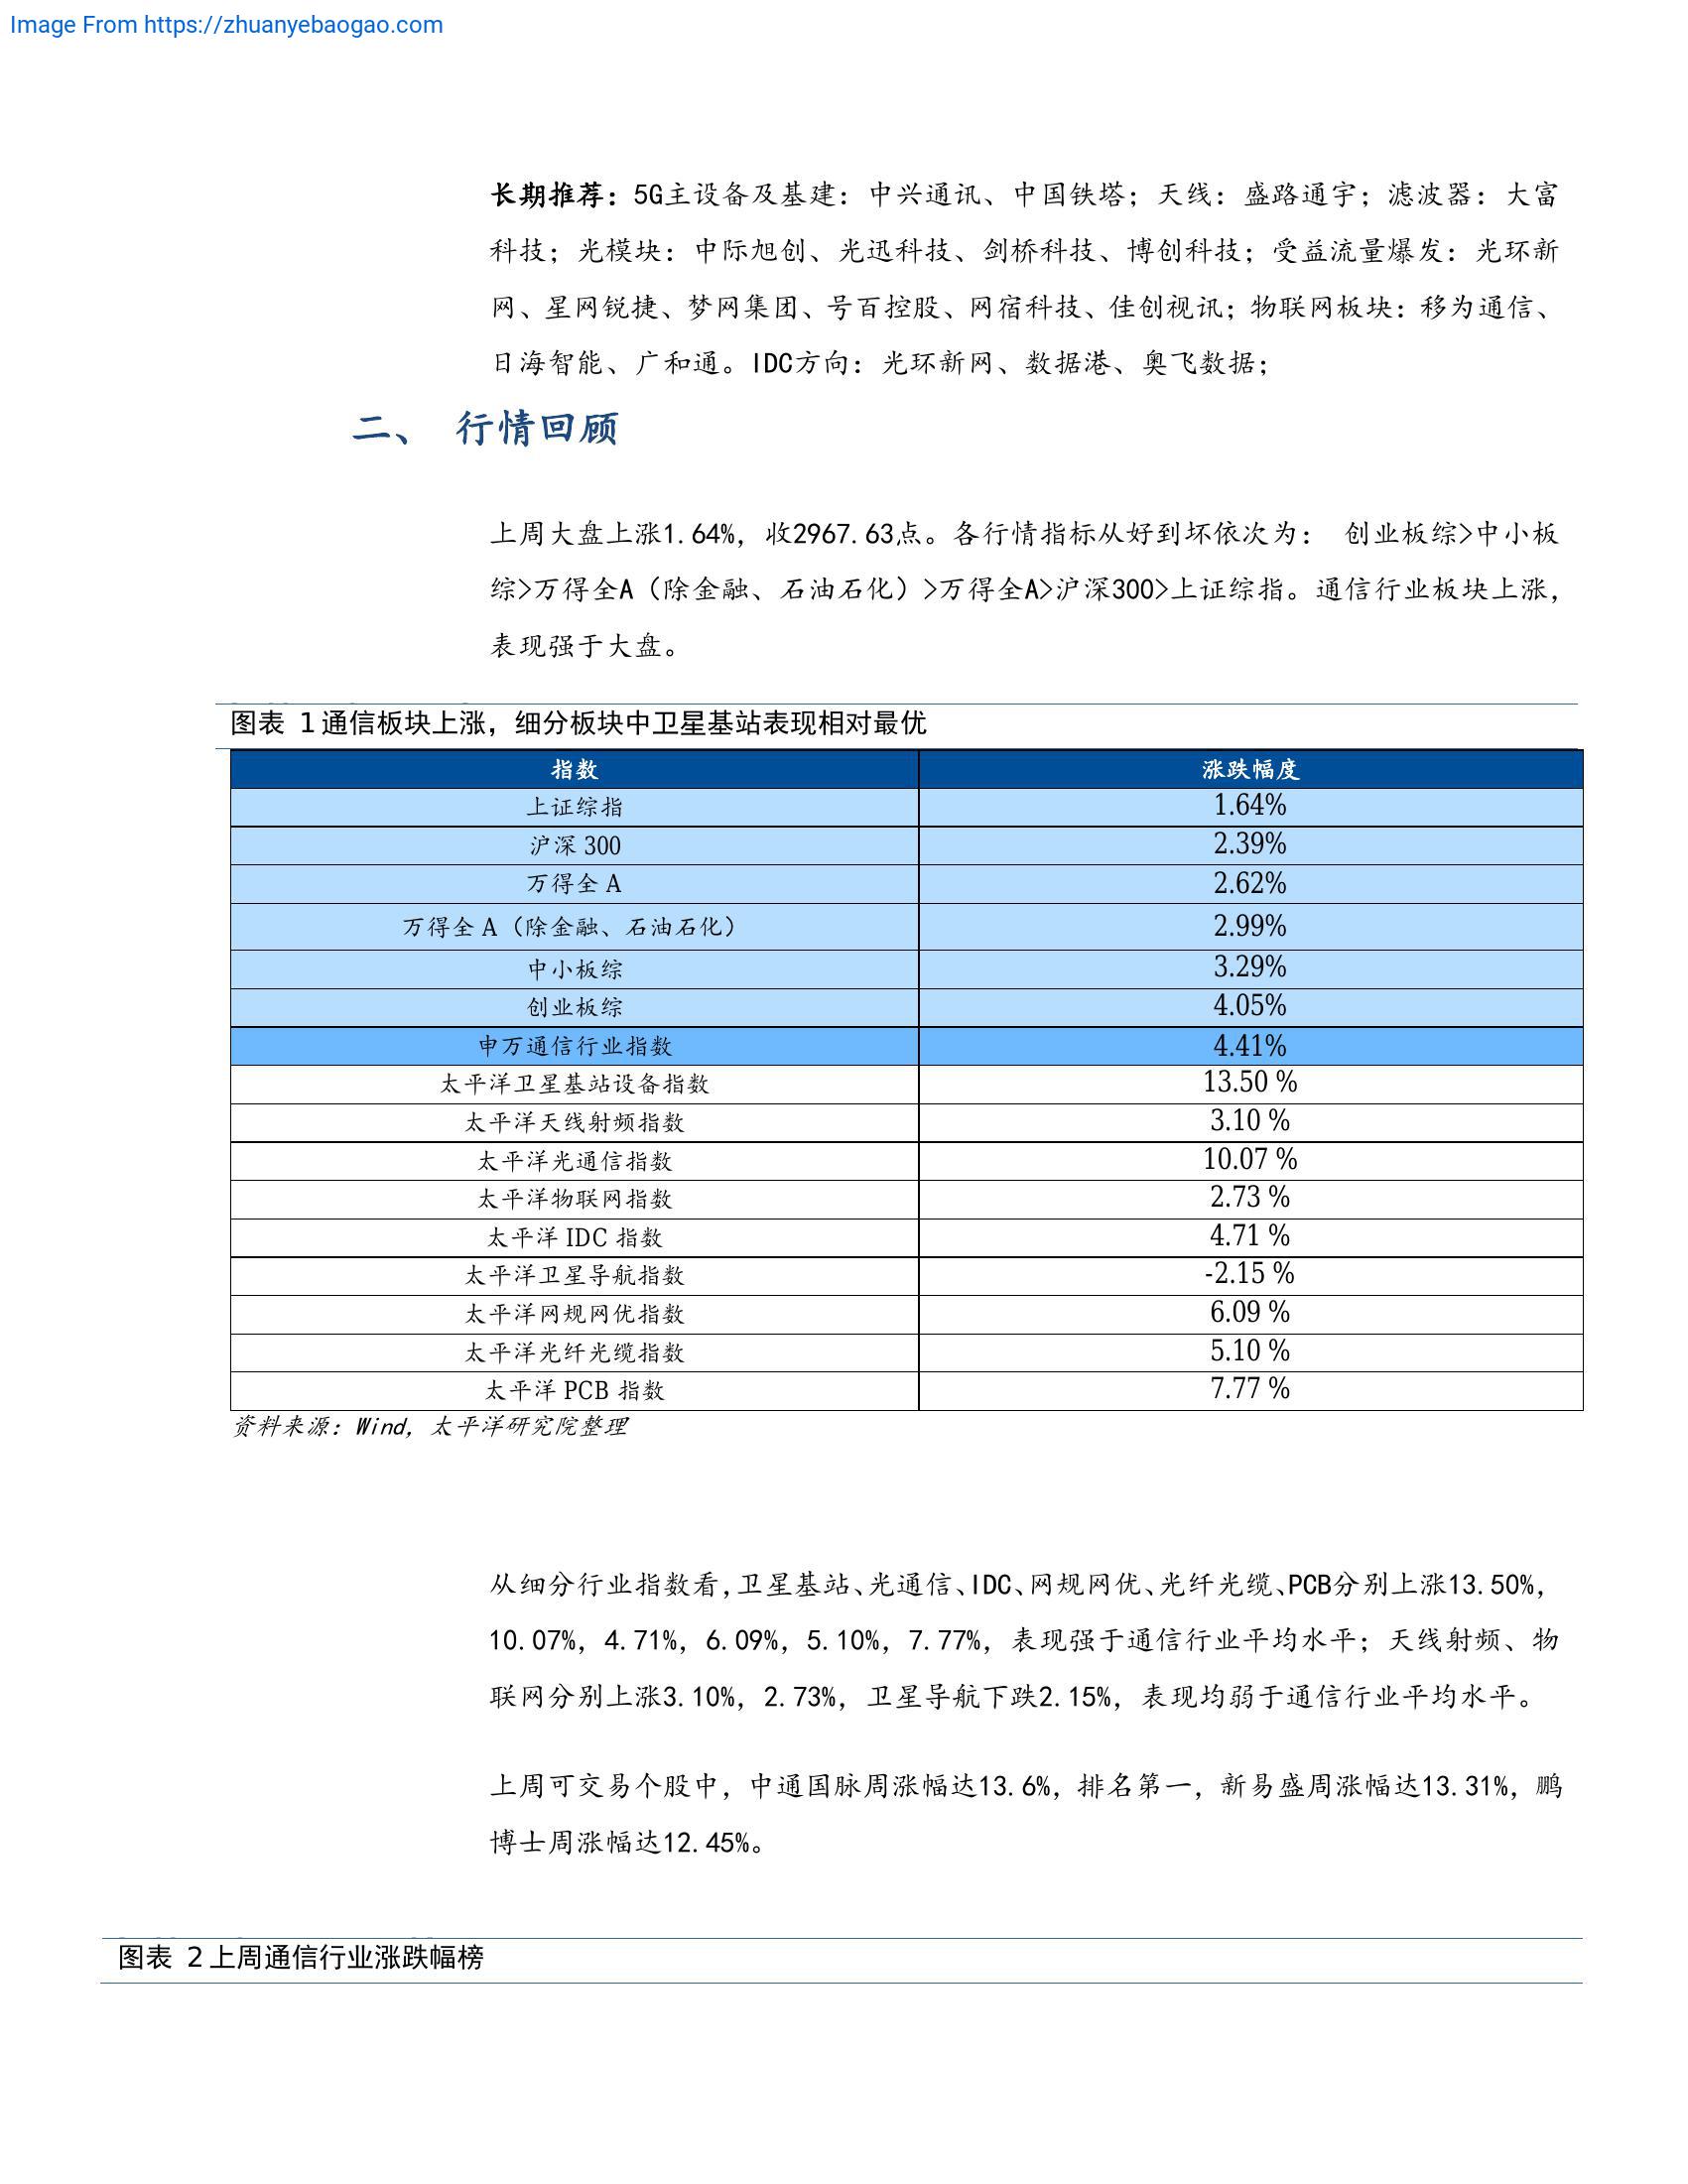 Image From https://zhuanyebaogao.com
长期推荐：5G主设备及基建：中兴通讯、中国铁塔；天线：盛路通宇；滤波器：大富
科技；光模块：中际旭创、光迅科技、剑桥科技、博创科技；受益流量爆发：光环新
网、星网锐捷、梦网集团、号百控股、网宿科技、佳创视讯；物联网板块：移为通信、
日海智能、广和通。IDC方向：光环新网、数据港、奥飞数据；
二、 行情回顾
上周大盘上涨1.64%，收2967.63点。各行情指标从好到坏依次为： 创业板综>中小板
综>万得全A（除金融、石油石化）>万得全A>沪深300>上证综指。通信行业板块上涨，
表现强于大盘。
图表 1 通信板块上涨，细分板块中卫星基站表现相对最优
指数 涨跌幅度
上证综指 1.64%
沪深 300 2.39%
万得全 A 2.62%
万得全 A（除金融、石油石化） 2.99%
中小板综 3.29%
创业板综 4.05%
申万通信行业指数 4.41%
太平洋卫星基站设备指数 13.50 %
太平洋天线射频指数 3.10 %
太平洋光通信指数 10.07 %
太平洋物联网指数 2.73 %
太平洋 IDC 指数 4.71 %
太平洋卫星导航指数 -2.15 %
太平洋网规网优指数 6.09 %
太平洋光纤光缆指数 5.10 %
太平洋 PCB 指数 7.77 %
资料来源：Wind，太平洋研究院整理
从细分行业指数看，卫星基站、光通信、IDC、网规网优、光纤光缆、PCB分别上涨13.50%，
10.07%，4.71%，6.09%，5.10%，7.77%，表现强于通信行业平均水平；天线射频、物
联网分别上涨3.10%，2.73%，卫星导航下跌2.15%，表现均弱于通信行业平均水平。
上周可交易个股中，中通国脉周涨幅达13.6%，排名第一，新易盛周涨幅达13.31%，鹏
博士周涨幅达12.45%。
图表 2 上周通信行业涨跌幅榜